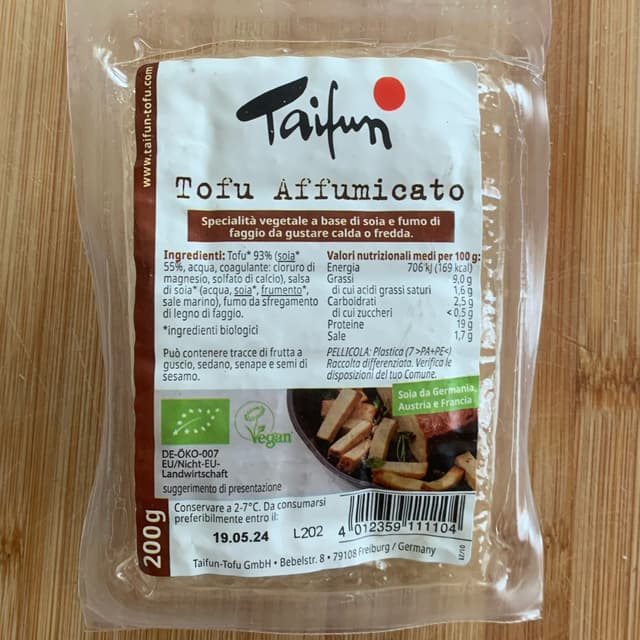 www.taifun-tofu.com
Taifun
Tofu Affumicato
Specialità vegetale a base di soia e fumo di
faggio da gustare calda o fredda.
Ingredienti: Tofu* 93% (soia*
55%, acqua, coagulante: cloruro di
magnesio, solfato di calcio), salsa
di soia* (acqua, soia*, frumento*,
sale marino), fumo da sfregamento
di legno di faggio.
*ingredienti biologici
Può contenere tracce di frutta a
guscio, sedano, senape e semi di
sesamo.
Valori nutrizionali medi per 100 g:
Energia 706 kJ (169 kcal)
Grassi 9,0 g
di cui acidi grassi saturi 1,6 g
Carboidrati 2,5 g
di cui zuccheri < 0,5 g
Proteine 19 g
Sale 1,7 g
PELLICOLA: Plastica (7 >PA+PE<)
Raccolta differenziata. Verifica le
disposizioni del tuo Comune.
Soia da Germania,
Austria e Francia
Vegan
DE-ÖKO-007
EU/Nicht-EU-
Landwirtschaft
suggerimento di presentazione
200g
Conservare a 2-7°C. Da consumarsi
preferibilmente entro il:
19.05.24 L202
4 012359 111104
Taifun-Tofu GmbH • Bebelstr. 8 • 79108 Freiburg / Germany